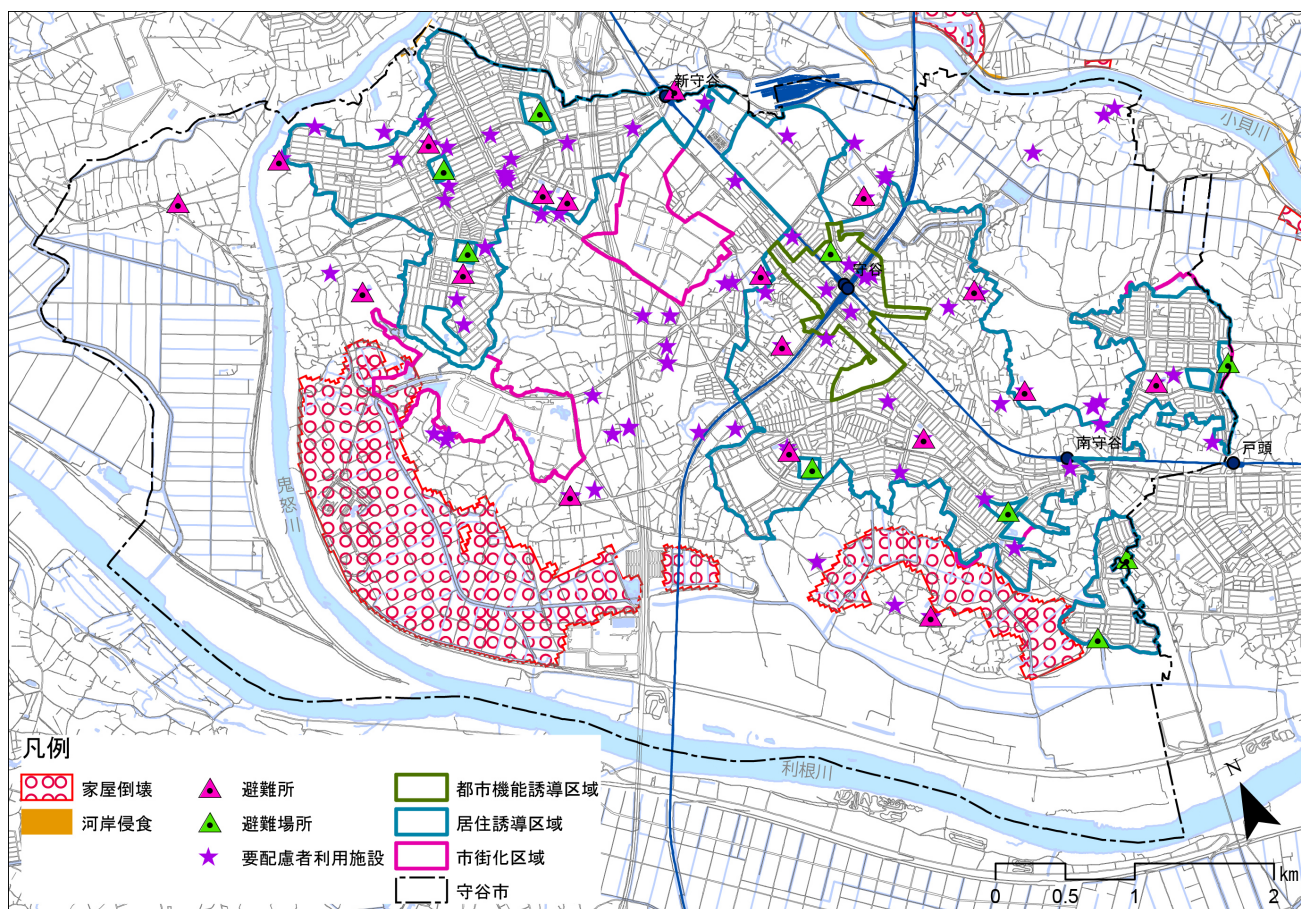 新守谷
小貝川
守谷
南守谷
戸頭
鬼怒川
利根川
凡例
家屋倒壊
河岸侵食
避難所
避難場所
要配慮者利用施設
都市機能誘導区域
居住誘導区域
市街化区域
守谷市
N
km
0 0.5 1 2